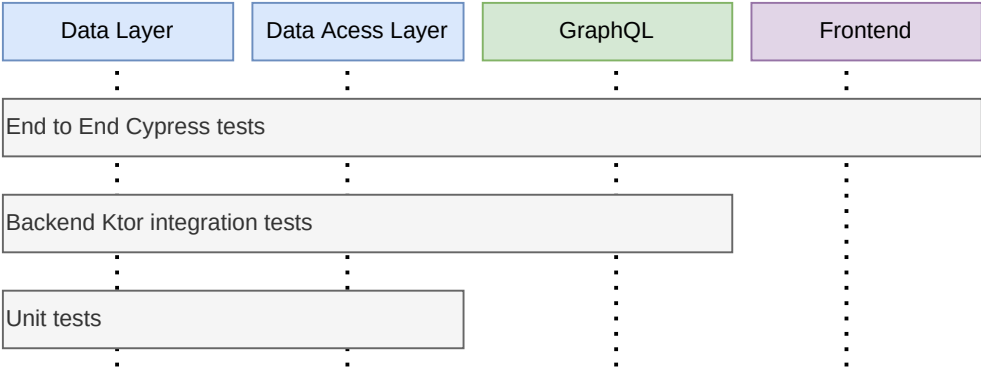 Data Layer
Data Acess Layer
GraphQL
Frontend
End to End Cypress tests
Backend Ktor integration tests
Unit tests